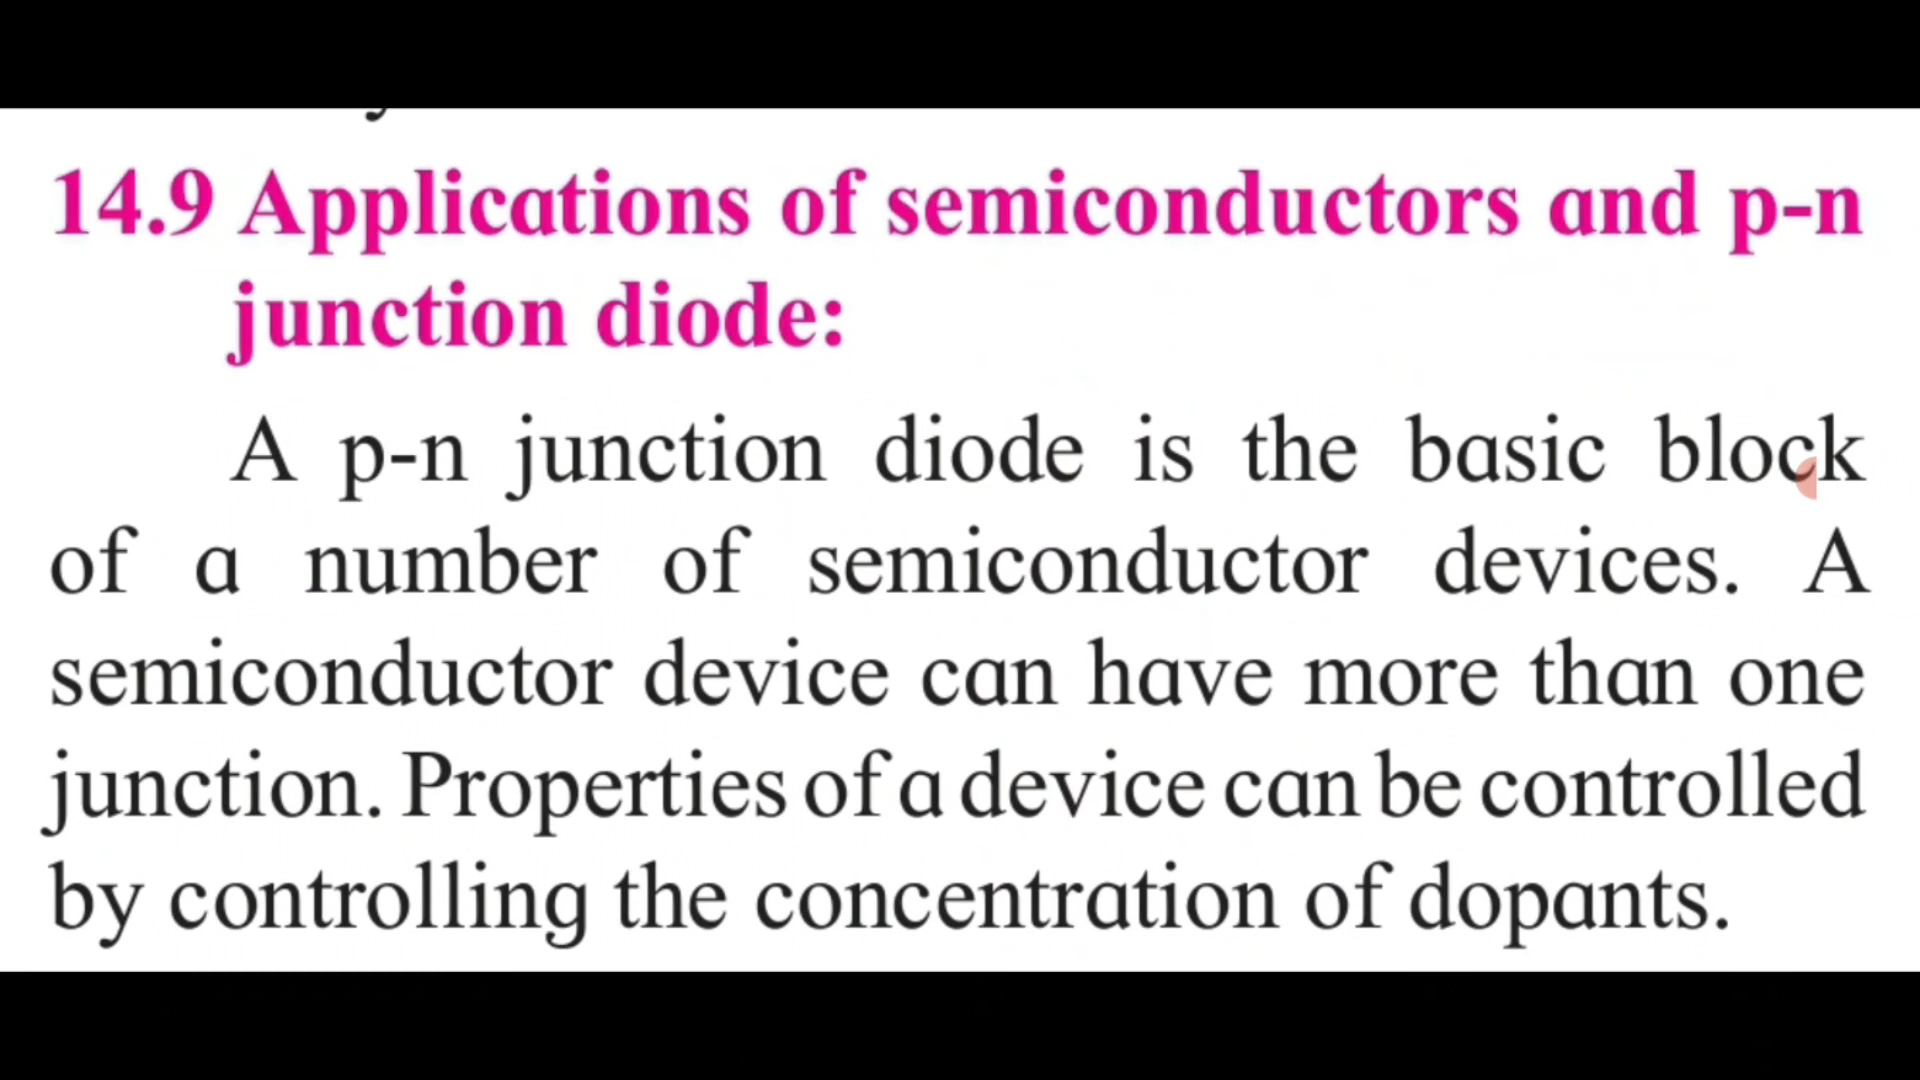 14.9 Applications of semiconductors and p-n
junction diode:
A p-n junction diode is the basic block
of a number of semiconductor devices. A
semiconductor device can have more than one
junction. Properties of a device can be controlled
by controlling the concentration of dopants.